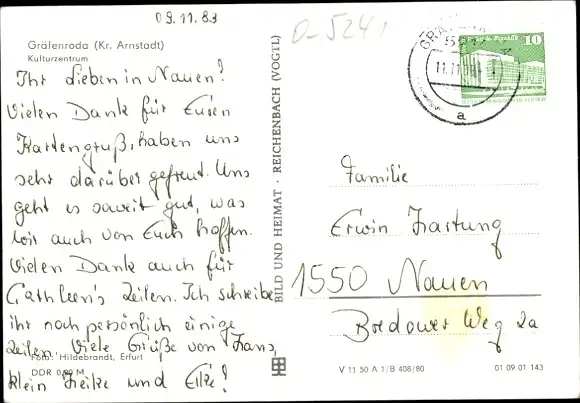 09.11.83
O-5241
Gräfenroda (Kr. Arnstadt)
Kulturzentrum
Ihr Lieben in Nauen!
Vielen Dank für Euren
Kartengruß, haben uns
sehr darüber gefreut. Uns
geht es soweit gut, was
wir auch von Euch hoffen.
Vielen Dank auch für
Cathleen's Zeilen. Ich schreibe
ihr noch persönlich einige
Zeilen. Viele Grüße von Hans,
klein Heike und Elke!
Foto: Hildebrandt, Erfurt
DDR M
BILD UND HEIMAT · REICHENBACH (VOGTL)
10
a
Familie
Erwin Hartung
1550 Nauen
Bredower Weg 2a
V 11 50 A 1/B 408/80
01 09 01 143